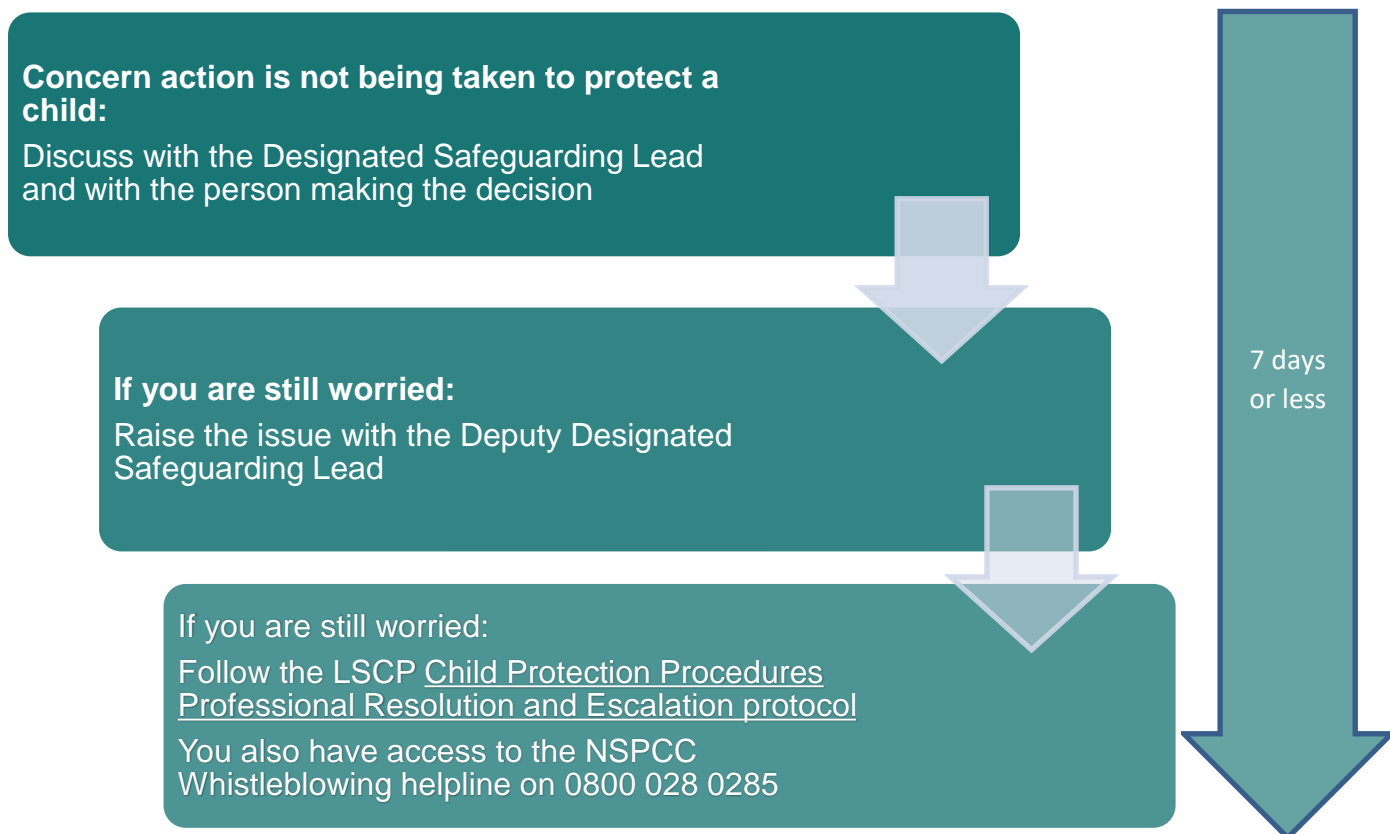 Concern action is not being taken to protect a
child:
Discuss with the Designated Safeguarding Lead
and with the person making the decision
If you are still worried:
Raise the issue with the Deputy Designated
Safeguarding Lead
If you are still worried:
Follow the LSCP Child Protection Procedures
Professional Resolution and Escalation protocol
You also have access to the NSPCC
Whistleblowing helpline on 0800 028 0285
7 days
or less